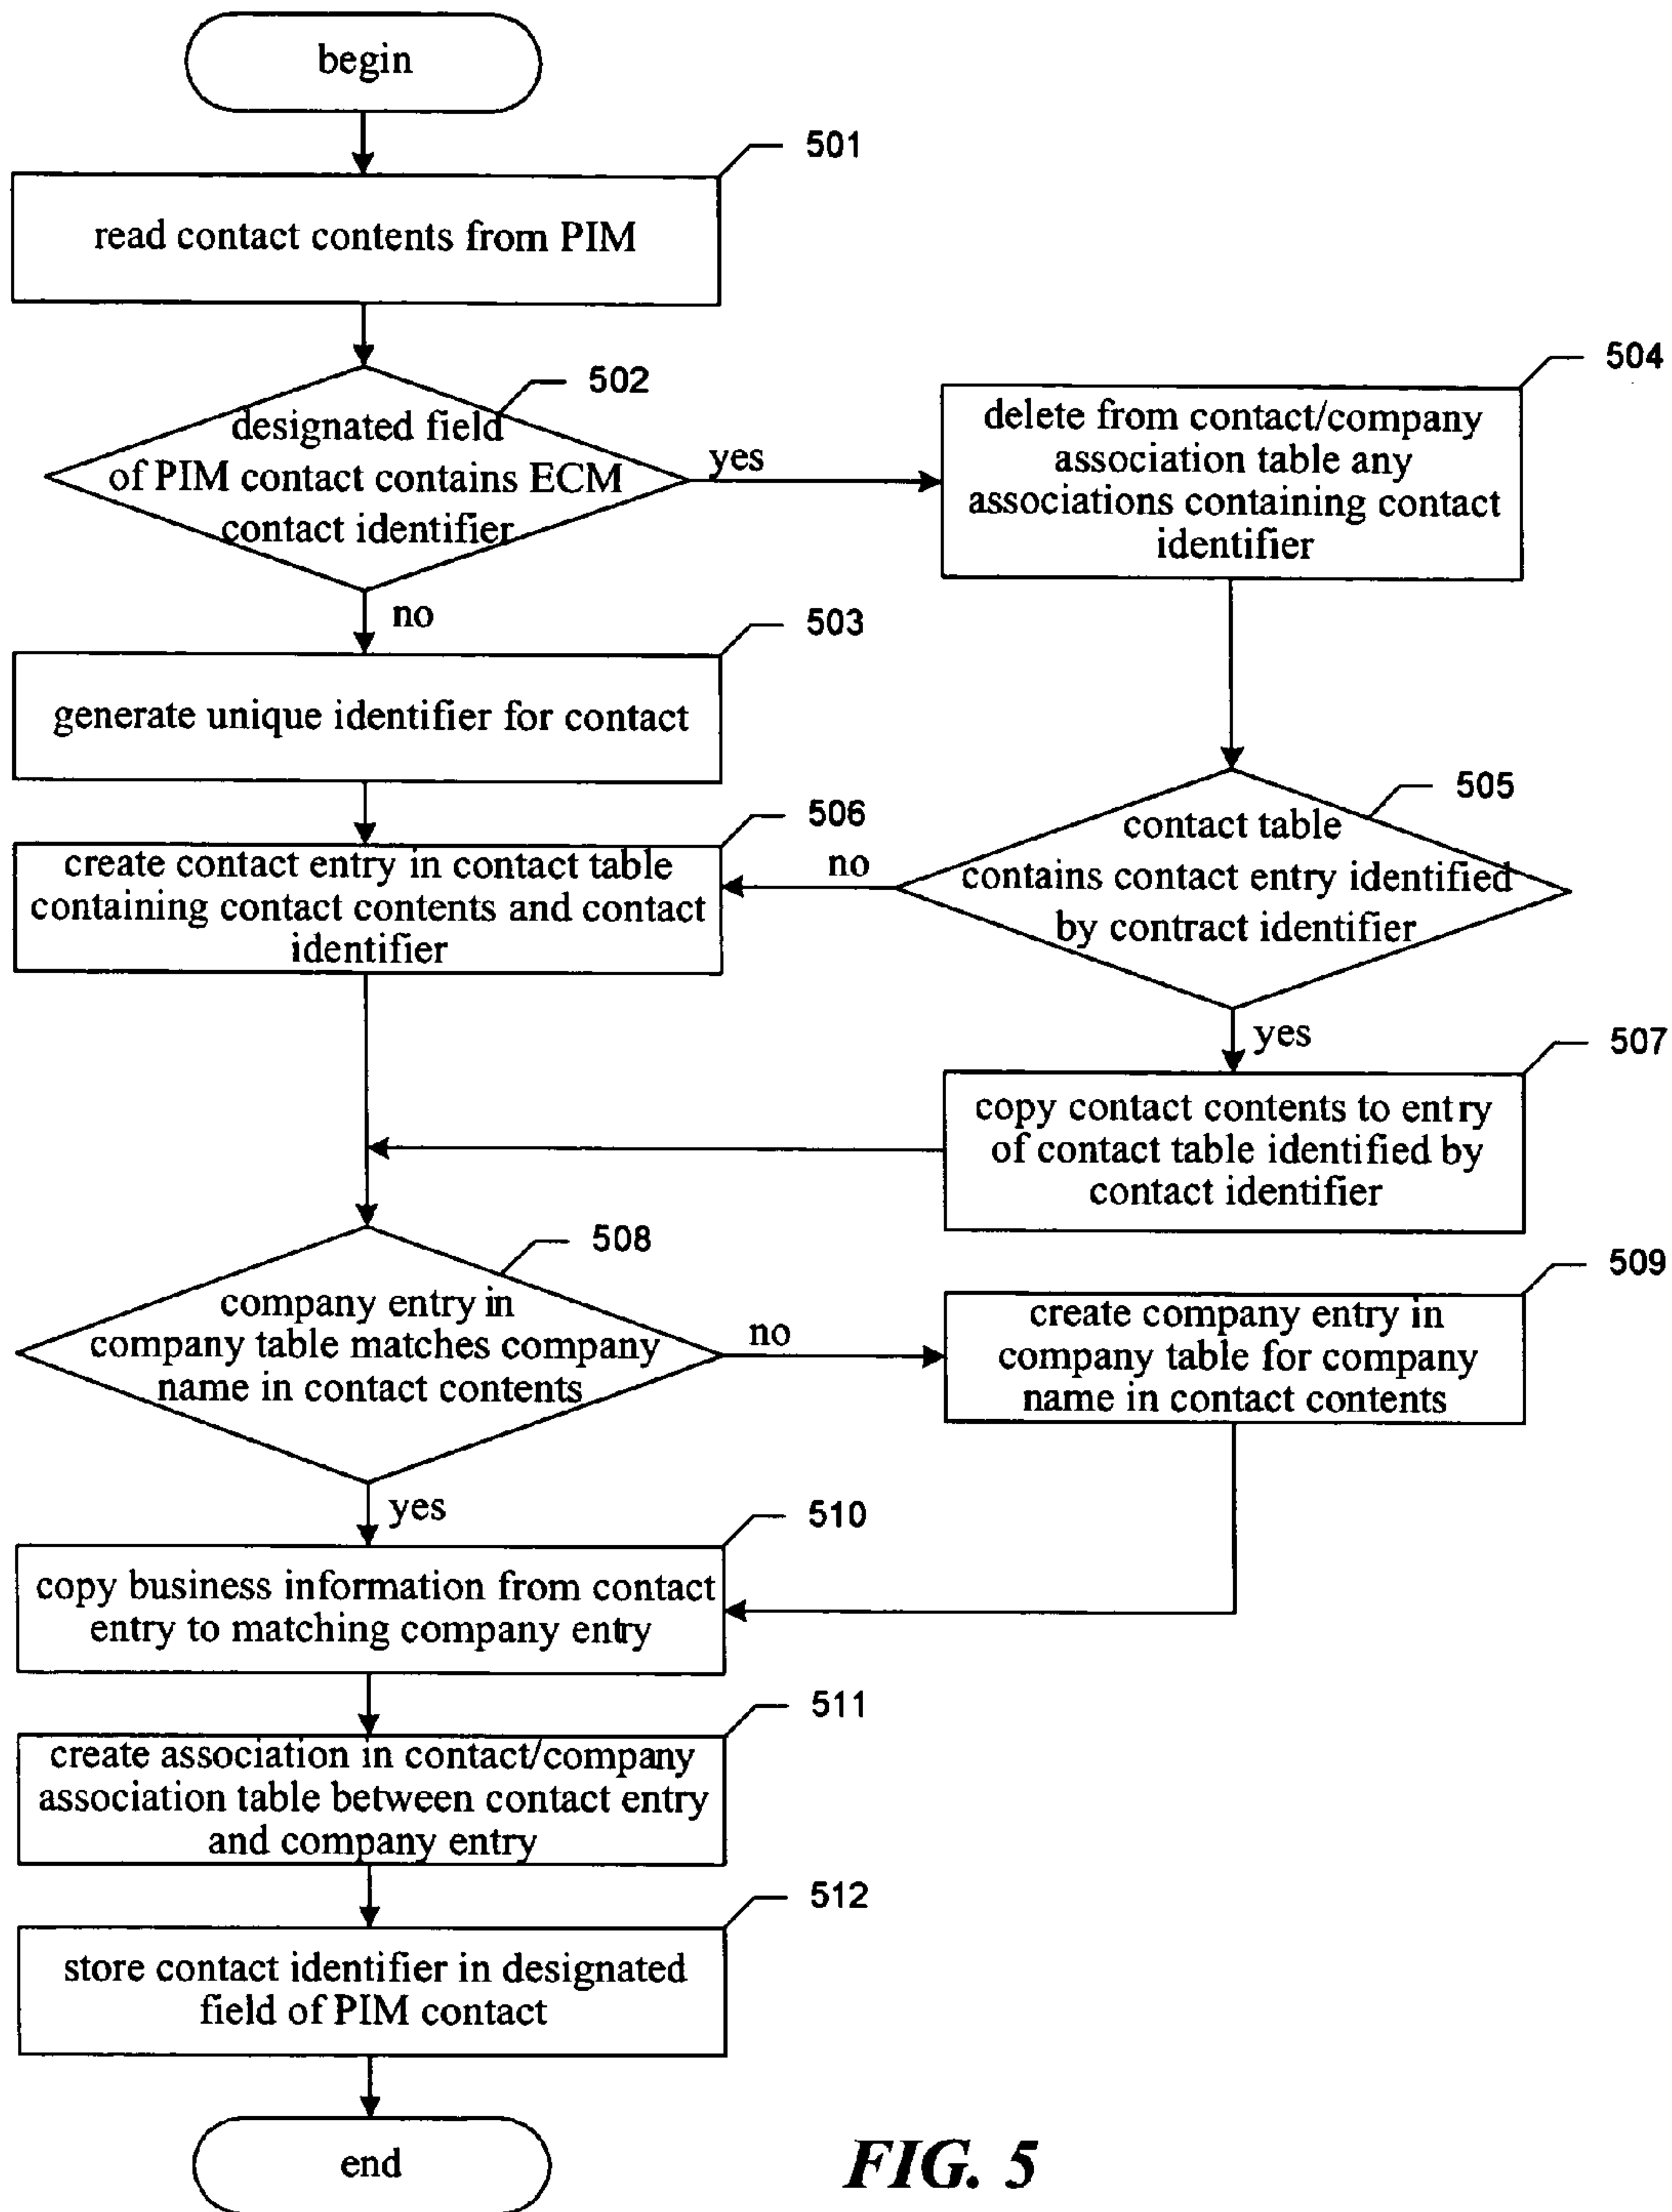 begin
501
read contact contents from PIM
502
designated field
of PIM contact contains ECM
contact identifier
yes
no
504
delete from contact/company
association table any
associations containing contact
identifier
503
generate unique identifier for contact
505
contact table
contains contact entry identified
by contract identifier
no
yes
506
create contact entry in contact table
containing contact contents and contact
identifier
507
copy contact contents to entry
of contact table identified by
contact identifier
508
company entry in
company table matches company
name in contact contents
no
yes
509
create company entry in
company table for company
name in contact contents
510
copy business information from contact
entry to matching company entry
511
create association in contact/company
association table between contact entry
and company entry
512
store contact identifier in designated
field of PIM contact
end
FIG. 5